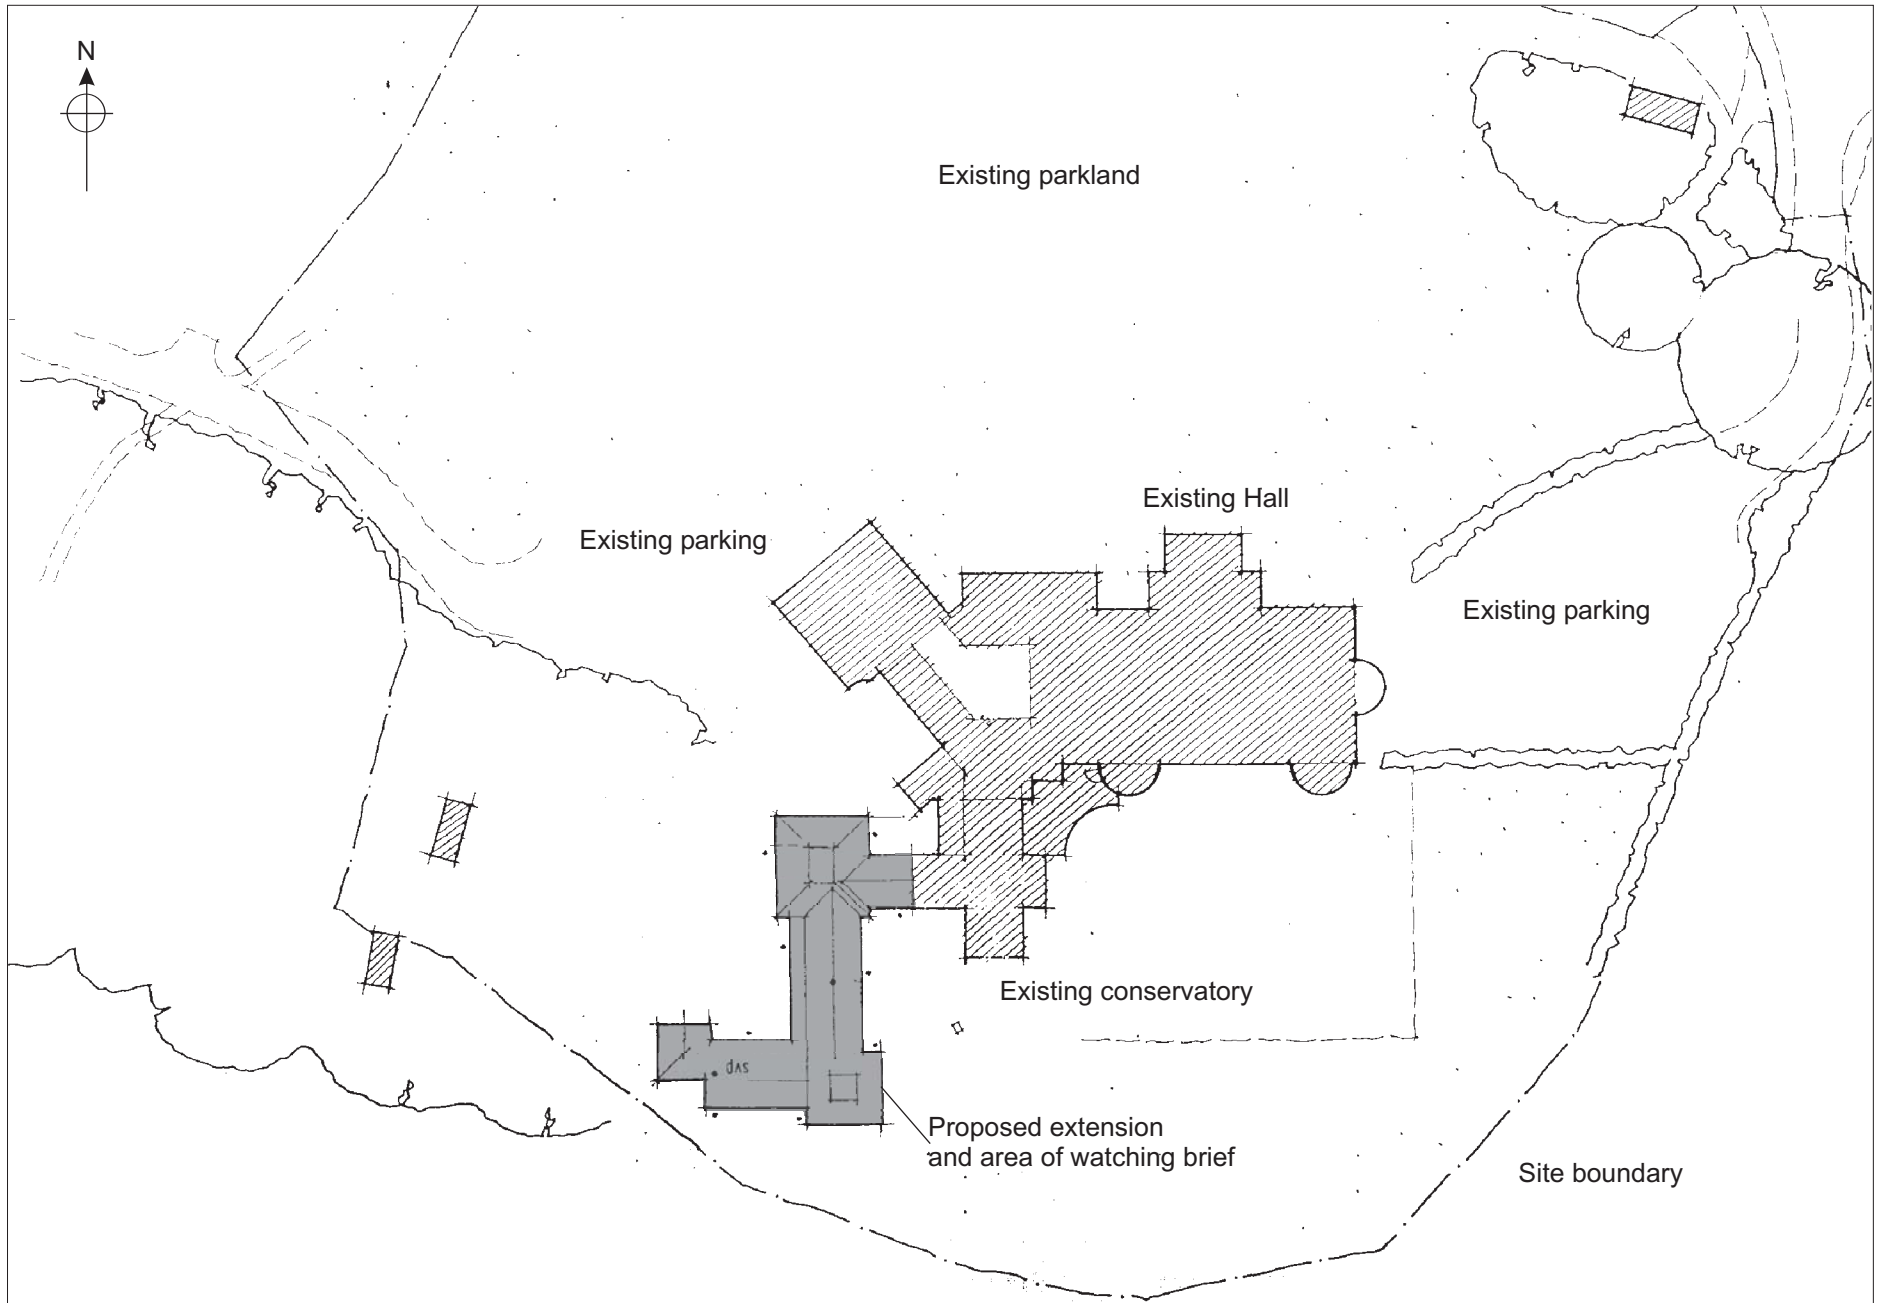 N
Existing parkland
Existing Hall
Existing parking
Existing parking
Existing conservatory
svp
Proposed extension
and area of watching brief
Site boundary